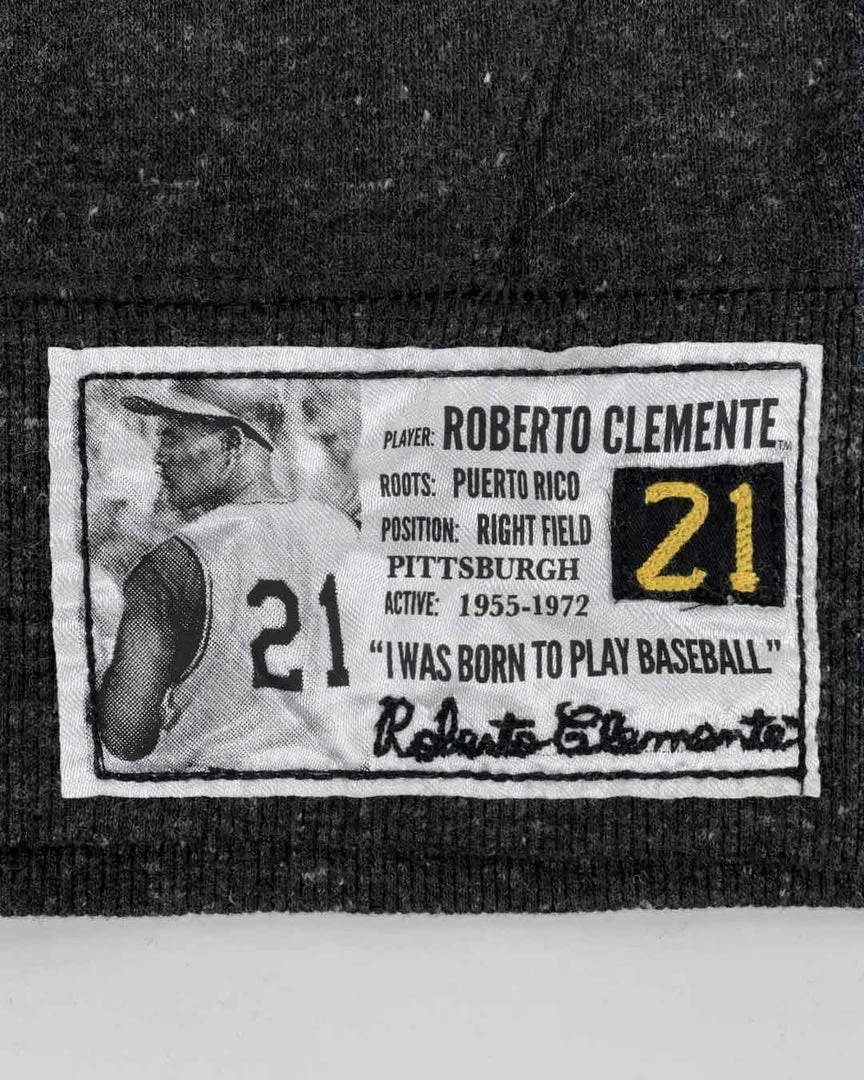 PLAYER: ROBERTO CLEMENTE™
ROOTS: PUERTO RICO
POSITION: RIGHT FIELD
PITTSBURGH
ACTIVE: 1955-1972
21
"I WAS BORN TO PLAY BASEBALL."
Roberto Clemente
21